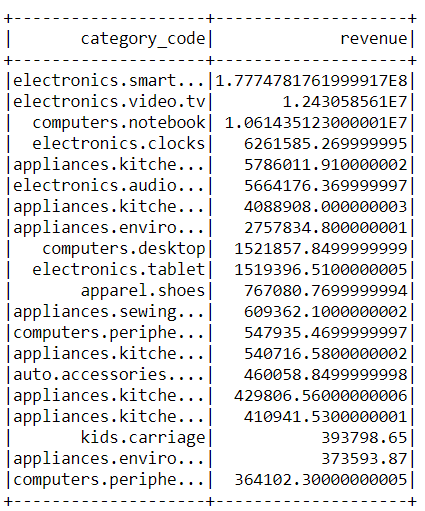 +--------------------+--------------------+
|       category_code|             revenue|
+--------------------+--------------------+
|electronics.smart...|1.7774781761999917E8|
|electronics.video.tv|       1.243058561E7|
|  computers.notebook| 1.061435123000001E7|
|  electronics.clocks|   6261585.269999995|
|appliances.kitche...|   5786011.910000002|
|electronics.audio...|   5664176.369999997|
|appliances.kitche...|   4088908.000000003|
|appliances.enviro...|   2757834.800000001|
|   computers.desktop|  1521857.8499999999|
|  electronics.tablet|  1519396.5100000005|
|       apparel.shoes|   767080.7699999994|
|appliances.sewing...|   609362.1000000002|
|computers.periphe...|   547935.4699999997|
|appliances.kitche...|   540716.5800000002|
|auto.accessories....|   460058.8499999998|
|appliances.kitche...|  429806.56000000006|
|appliances.kitche...|   410941.5300000001|
|       kids.carriage|           393798.65|
|appliances.enviro...|           373593.87|
|computers.periphe...|  364102.30000000005|
+--------------------+--------------------+